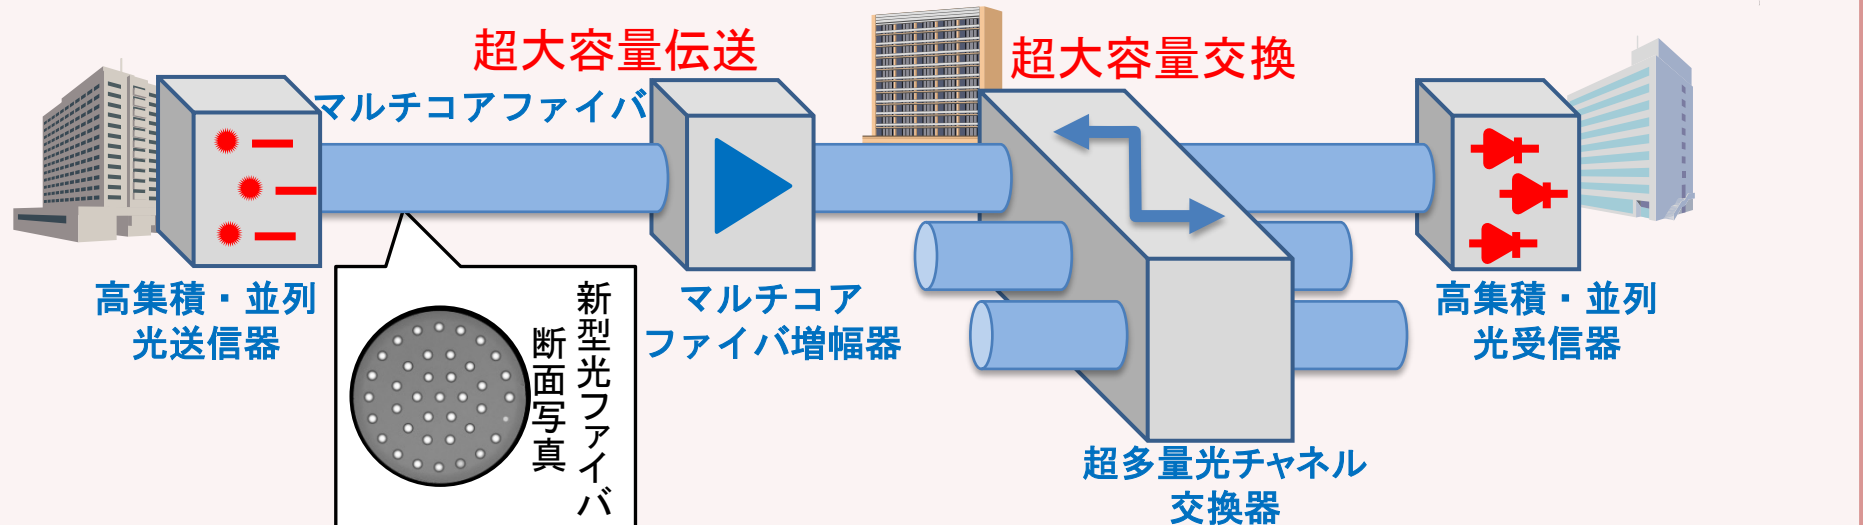 超大容量伝送
超大容量交換
マルチコアファイバ
高集積・並列
光送信器
新型光ファイバ
断面写真
マルチコア
ファイバ増幅器
超多量光チャネル
交換器
高集積・並列
光受信器